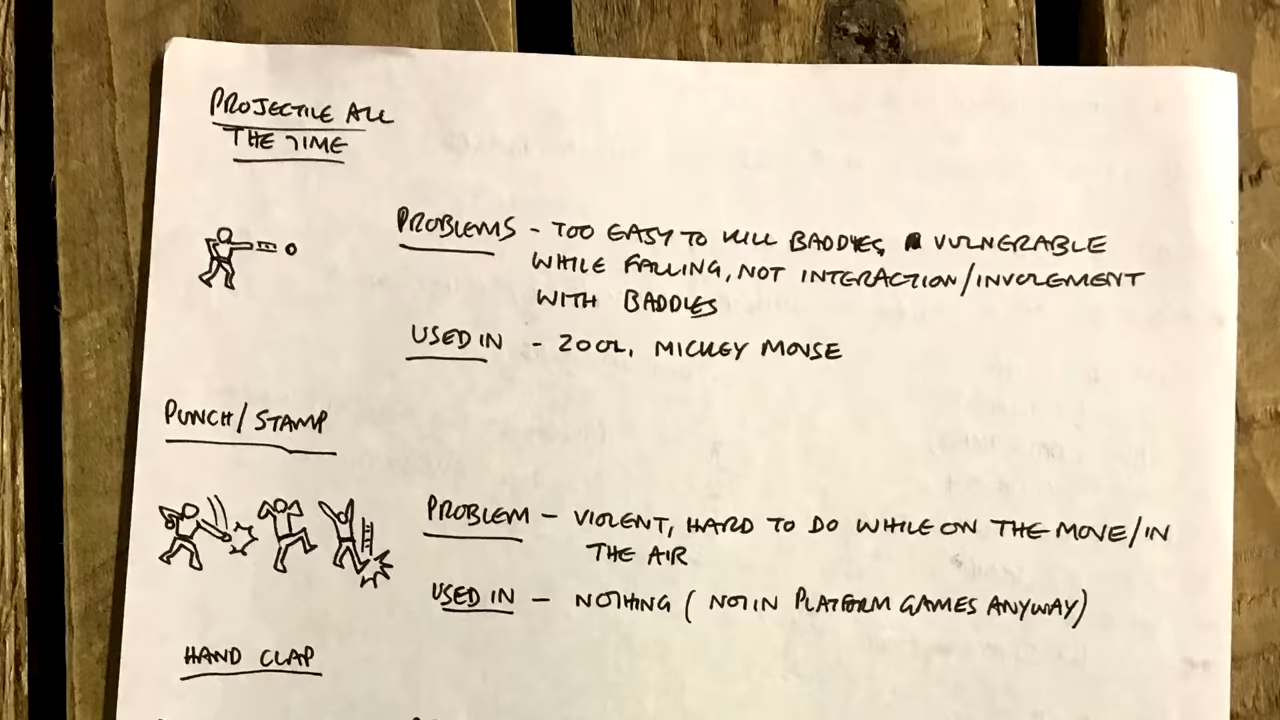 PROJECTILE ALL
THE TIME
PROBLEMS - TOO EASY TO KILL BADDIES, VULNERABLE
WHILE FALLING, NOT INTERACTION/INVOLEMENT
WITH BADDIES
USED IN - ZOOL, MICKEY MOUSE
PUNCH/STAMP
PROBLEM - VIOLENT, HARD TO DO WHILE ON THE MOVE/IN
THE AIR
USED IN - NOTHING (NOT IN PLATFORM GAMES ANYWAY)
HAND CLAP